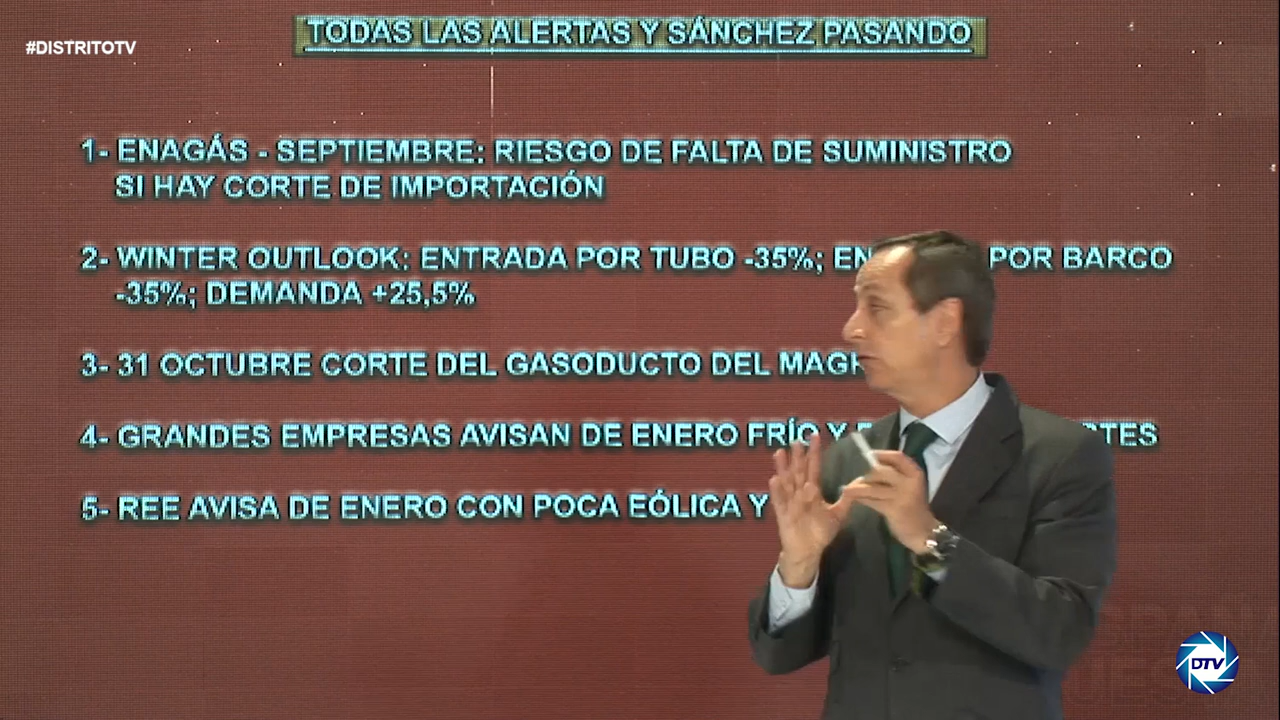 #DISTRITOTV
TODAS LAS ALERTAS Y SÁNCHEZ PASANDO
1- ENAGÁS - SEPTIEMBRE: RIESGO DE FALTA DE SUMINISTRO
SI HAY CORTE DE IMPORTACIÓN
2- WINTER OUTLOOK: ENTRADA POR TUBO -35%; POR BARCO
-35%; DEMANDA +25,5%
3- 31 OCTUBRE CORTE DEL GASODUCTO DEL
4- GRANDES EMPRESAS AVISAN DE ENERO FRÍO Y
5- REE AVISA DE ENERO CON POCA EÓLICA Y
DTV